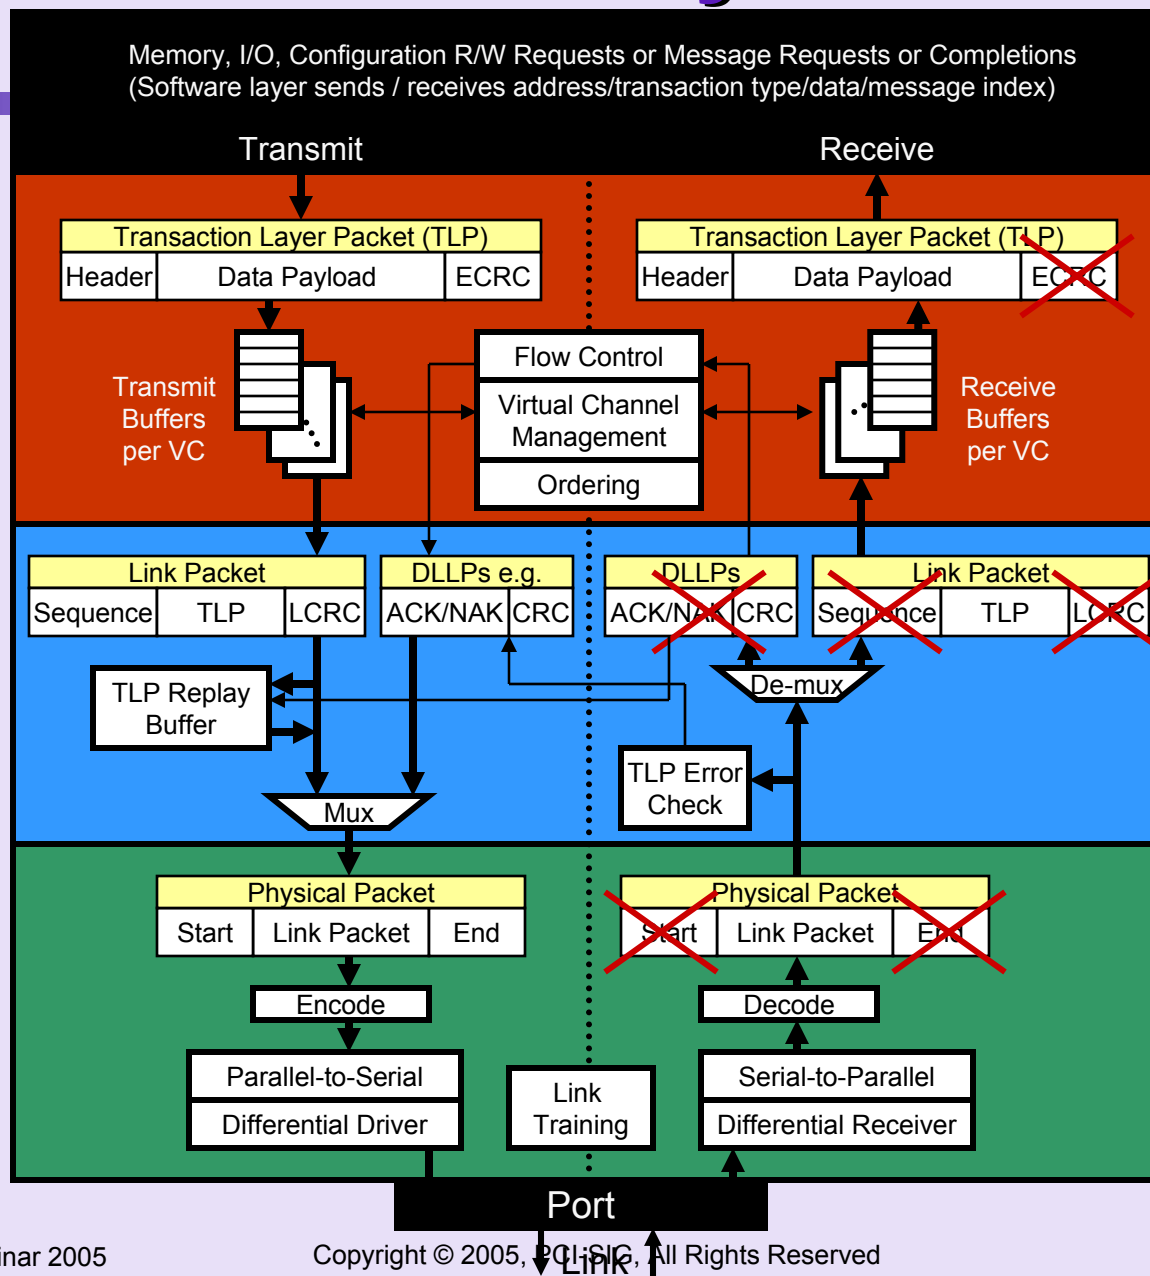 Memory, I/O, Configuration R/W Requests or Message Requests or Completions
(Software layer sends / receives address/transaction type/data/message index)
Transmit
Receive
Transaction Layer Packet (TLP)
Header Data Payload ECRC
Transaction Layer Packet (TLP)
Header Data Payload ECRC
Transmit
Buffers
per VC
Flow Control
Virtual Channel
Management
Ordering
Receive
Buffers
per VC
Link Packet
Sequence TLP LCRC
DLLPs e.g.
ACK/NAK CRC
DLLPs
ACK/NAK CRC
Link Packet
Sequence TLP LCRC
TLP Replay
Buffer
De-mux
TLP Error
Check
Mux
Physical Packet
Start Link Packet End
Physical Packet
Start Link Packet End
Encode
Decode
Parallel-to-Serial
Differential Driver
Link
Training
Serial-to-Parallel
Differential Receiver
Port
inar 2005
Copyright © 2005, PCI-SIG, All Rights Reserved
Link